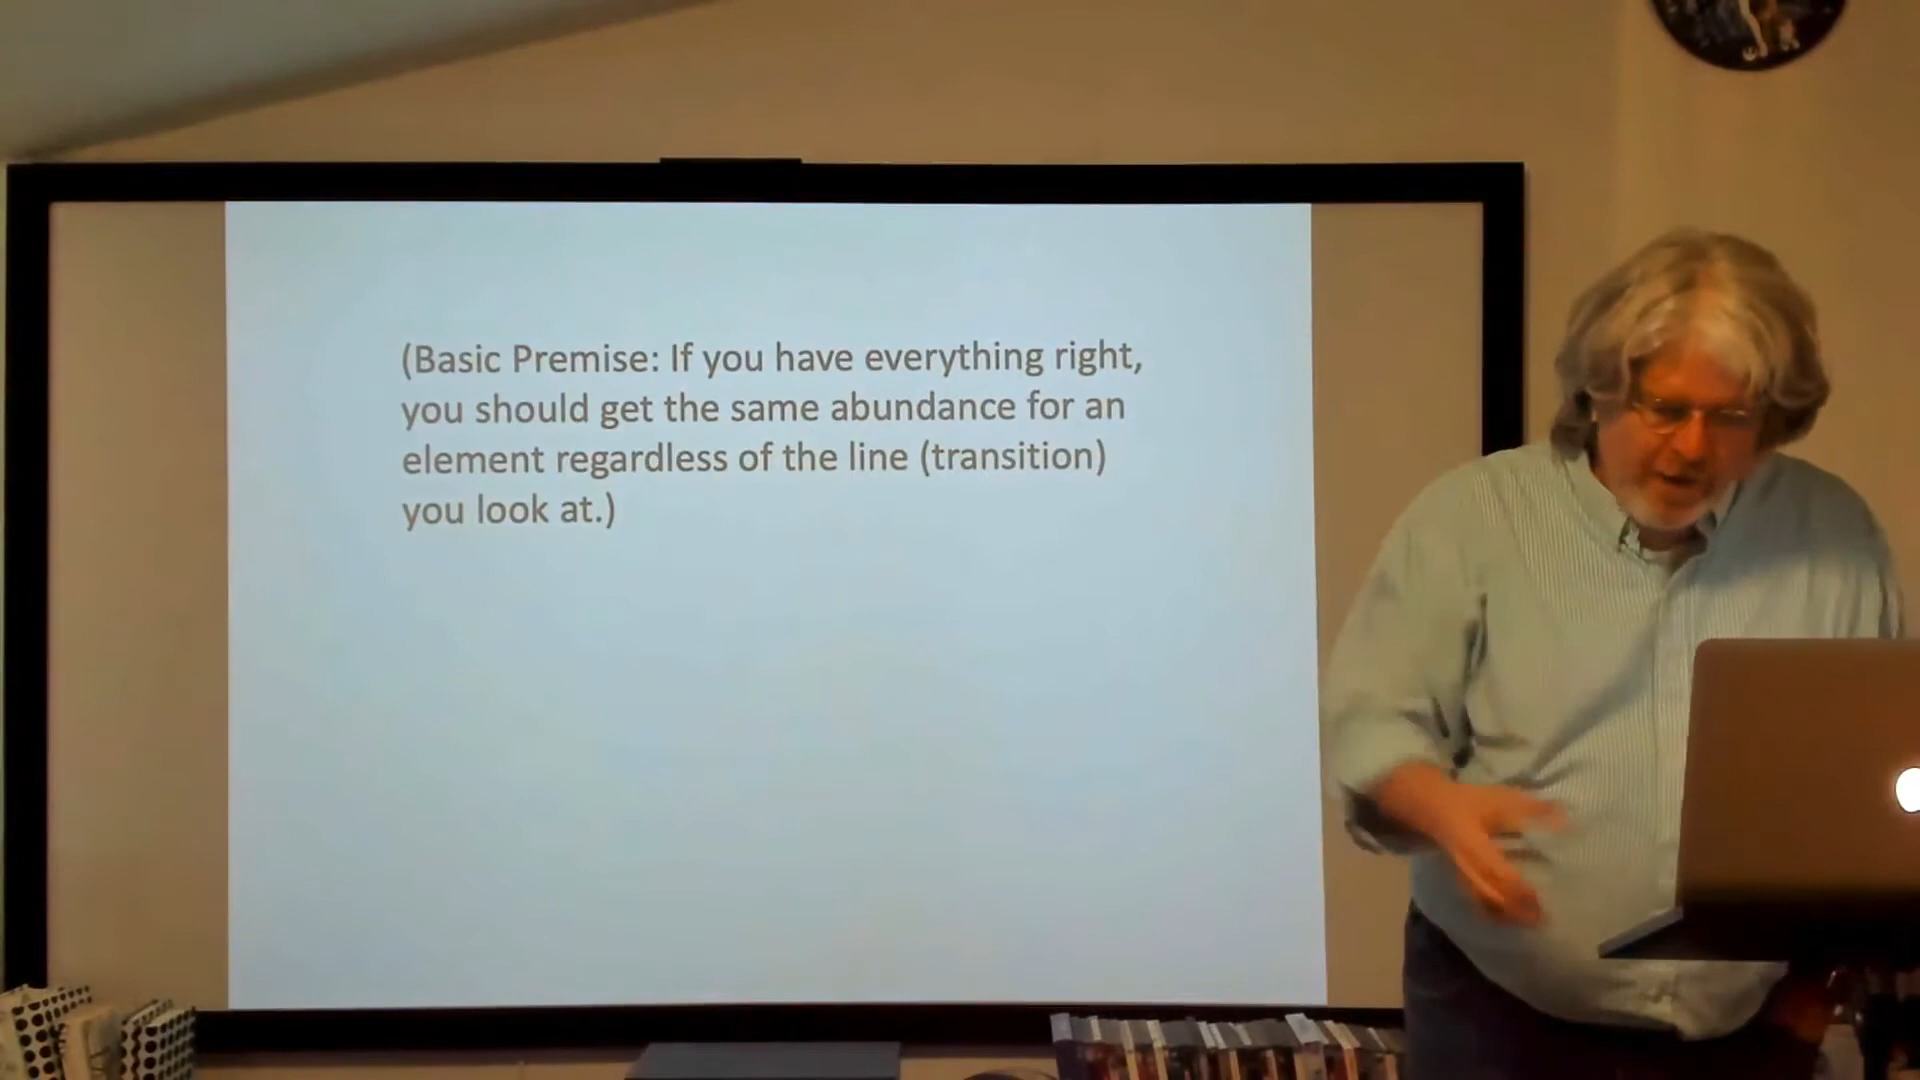 (Basic Premise: If you have everything right,
you should get the same abundance for an
element regardless of the line (transition)
you look at.)